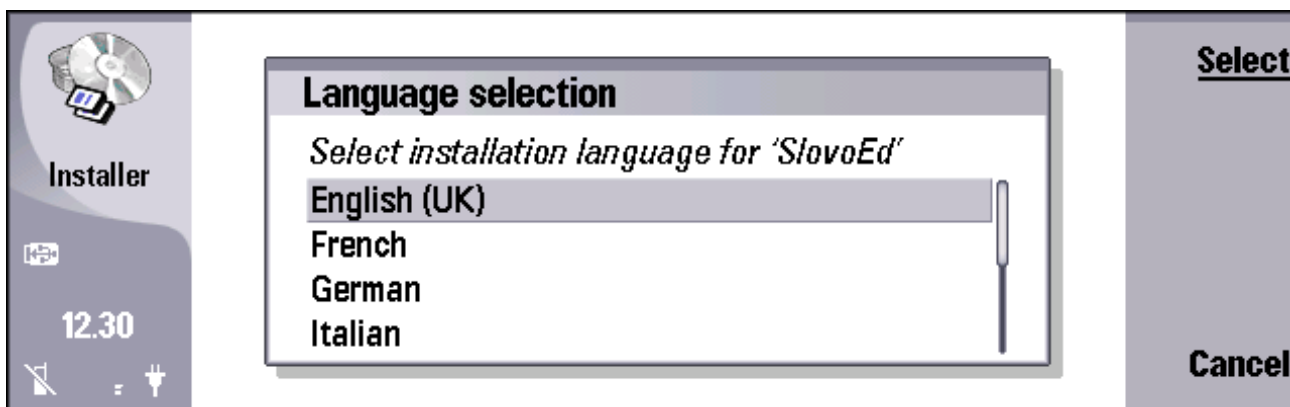 Installer
12.30
Language selection
Select installation language for ‘SlovoEd’
English (UK)
French
German
Italian
Select
Cancel